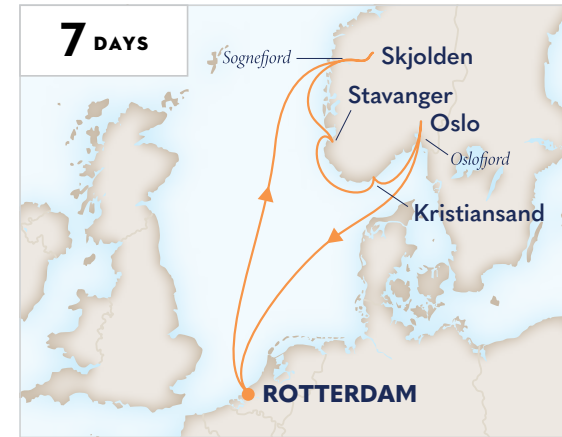 7 DAYS
Sognefjord
Skjolden
Stavanger
Oslo
Oslofjord
Kristiansand
ROTTERDAM